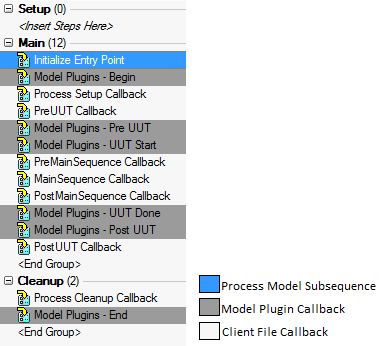 Setup (0)
<Insert Steps Here>
Main (12)
Initialize Entry Point
Model Plugins - Begin
Process Setup Callback
PreUUT Callback
Model Plugins - Pre UUT
Model Plugins - UUT Start
PreMainSequence Callback
MainSequence Callback
PostMainSequence Callback
Model Plugins - UUT Done
Model Plugins - Post UUT
PostUUT Callback
<End Group>
Cleanup (2)
Process Cleanup Callback
Model Plugins - End
<End Group>
Process Model Subsequence
Model Plugin Callback
Client File Callback